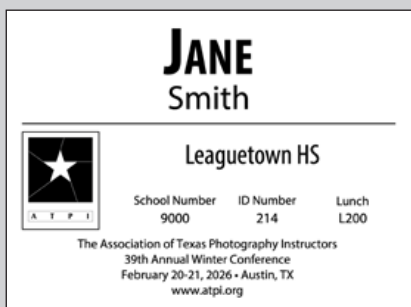 JANE
Smith
Leaguetown HS
School Number ID Number Lunch
9000 214 L200
A T P I
The Association of Texas Photography Instructors
39th Annual Winter Conference
February 20-21, 2026 • Austin, TX
www.atpi.org